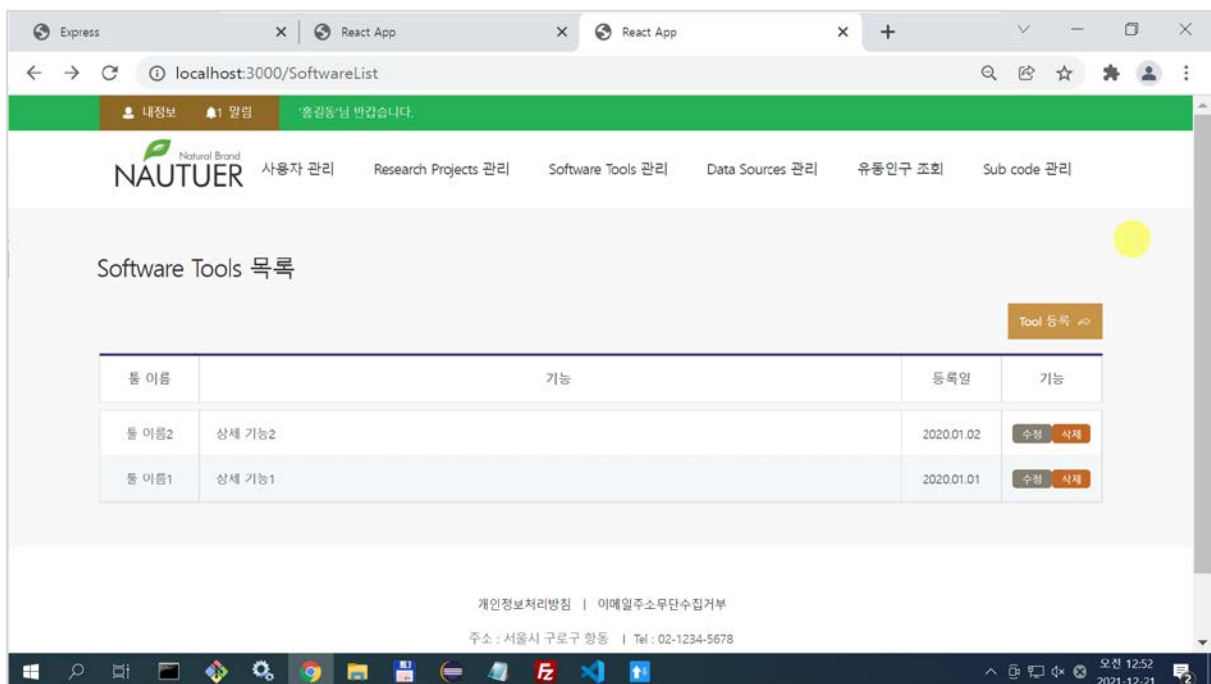 Express
React App
React App
localhost:3000/SoftwareList
내정보 1 알림 '홍길동'님 반갑습니다.
Natural Brand
NAUTUER
사용자 관리 Research Projects 관리 Software Tools 관리 Data Sources 관리 유동인구 조회 Sub code 관리
Software Tools 목록
Tool 등록
툴 이름 기능 등록일 기능
툴 이름2 상세 기능2 2020.01.02 수정 삭제
툴 이름1 상세 기능1 2020.01.01 수정 삭제
개인정보처리방침 | 이메일주소무단수집거부
주소 : 서울시 구로구 항동 | Tel : 02-1234-5678
오전 12:52
2021-12-21
2